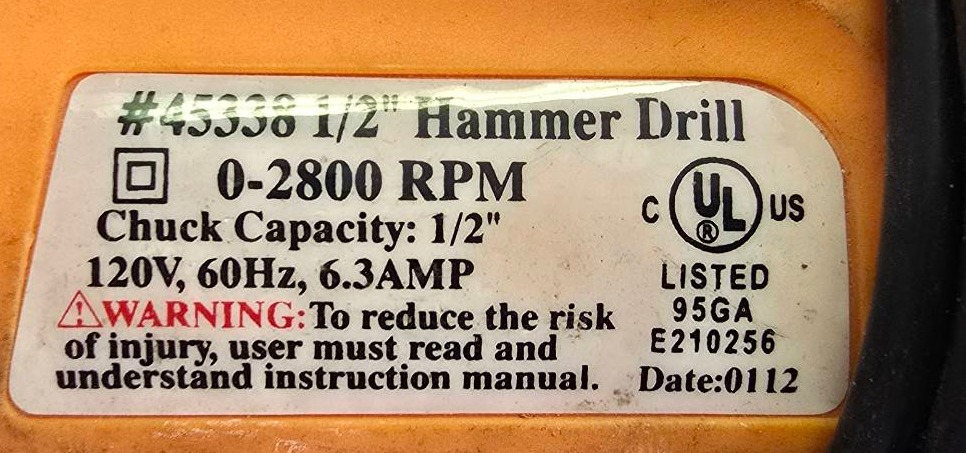 #45338 1/2" Hammer Drill
0-2800 RPM
Chuck Capacity: 1/2"
120V, 60Hz, 6.3AMP
⚠WARNING: To reduce the risk
of injury, user must read and
understand instruction manual.
C UL® US
LISTED
95GA
E210256
Date:0112